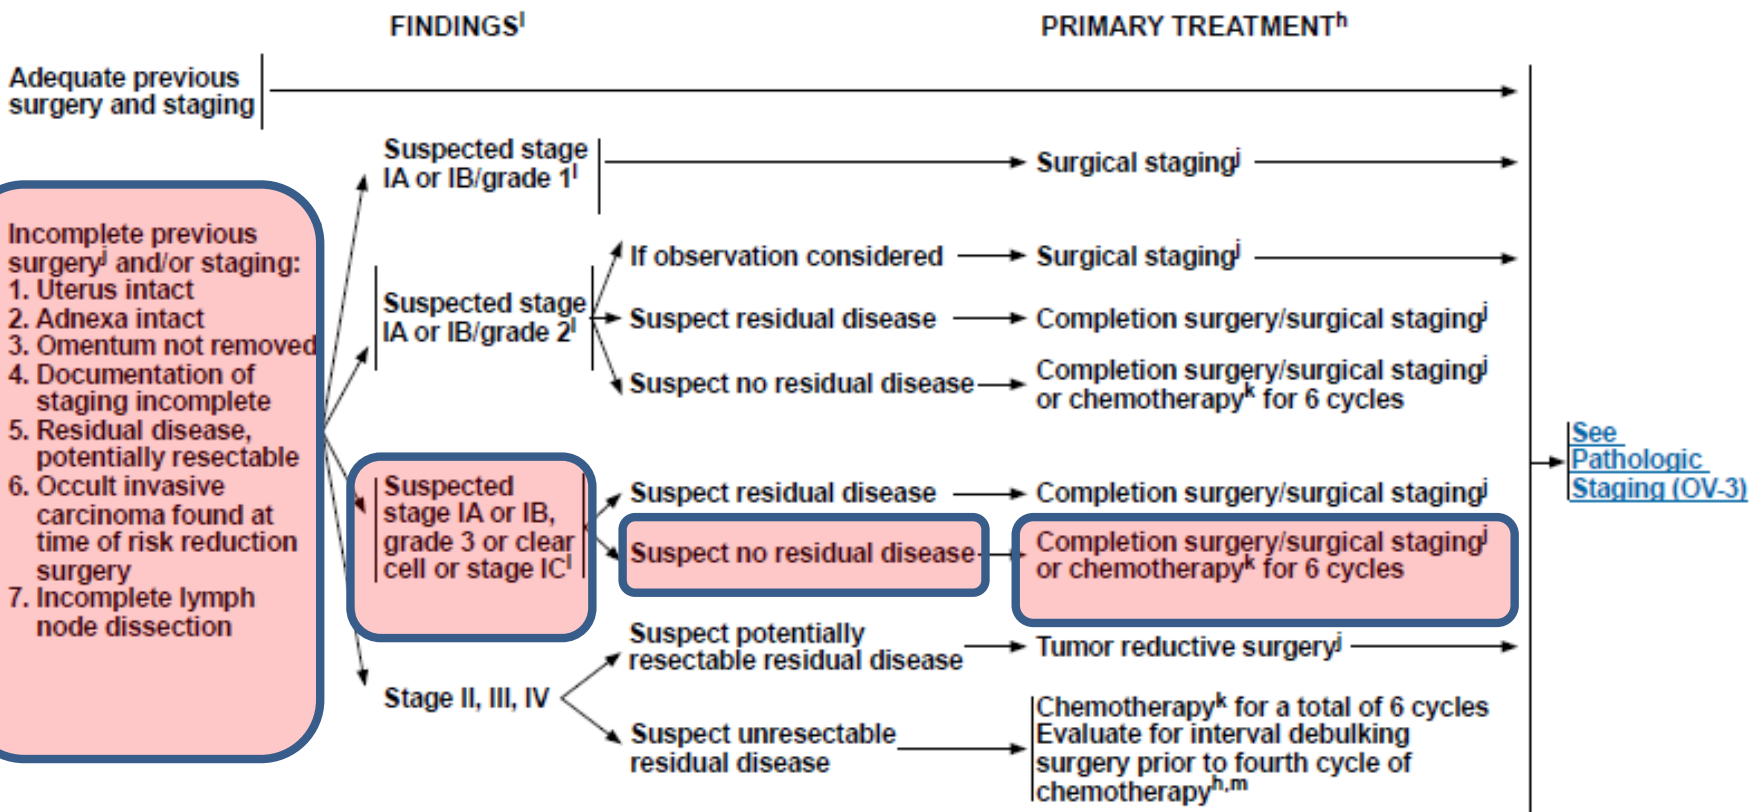 FINDINGSˡ
PRIMARY TREATMENTʰ
Adequate previous
surgery and staging
Incomplete previous
surgeryʲ and/or staging:
1. Uterus intact
2. Adnexa intact
3. Omentum not removed
4. Documentation of
staging incomplete
5. Residual disease,
potentially resectable
6. Occult invasive
carcinoma found at
time of risk reduction
surgery
7. Incomplete lymph
node dissection
Suspected stage
IA or IB/grade 1ˡ
Surgical stagingʲ
Suspected stage
IA or IB/grade 2ˡ
If observation considered
Surgical stagingʲ
Suspect residual disease
Completion surgery/surgical stagingʲ
Suspect no residual disease
Completion surgery/surgical stagingʲ
or chemotherapyᵏ for 6 cycles
Suspected
stage IA or IB,
grade 3 or clear
cell or stage ICˡ
Suspect residual disease
Completion surgery/surgical stagingʲ
Suspect no residual disease
Completion surgery/surgical stagingʲ
or chemotherapyᵏ for 6 cycles
Stage II, III, IV
Suspect potentially
resectable residual disease
Tumor reductive surgeryʲ
Suspect unresectable
residual disease
Chemotherapyᵏ for a total of 6 cycles
Evaluate for interval debulking
surgery prior to fourth cycle of
chemotherapyʰ,ᵐ
See
Pathologic
Staging (OV-3)